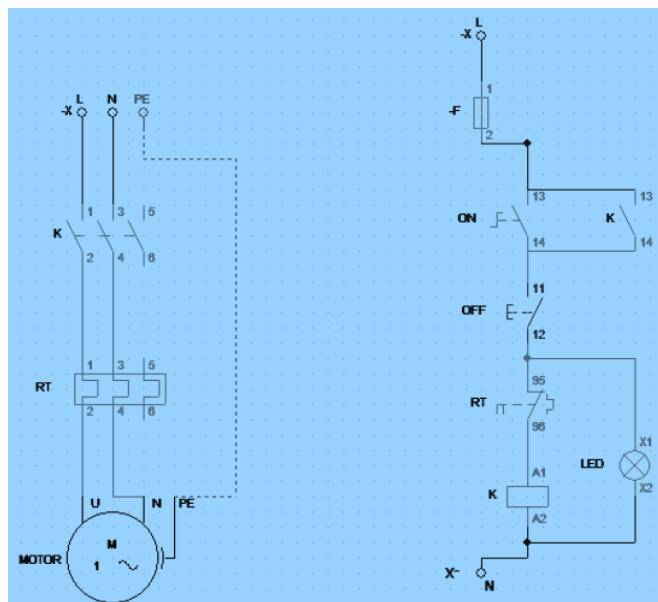 L N PE
-X
1 3 5
K
2 4 6
1 3 5
RT
2 4 6
U N PE
M
MOTOR
1
L
-X
1
-F
2
13 13
ON K
14 14
11
OFF
12
95
RT
96
X1
A1
LED
K
X2
A2
X-
N